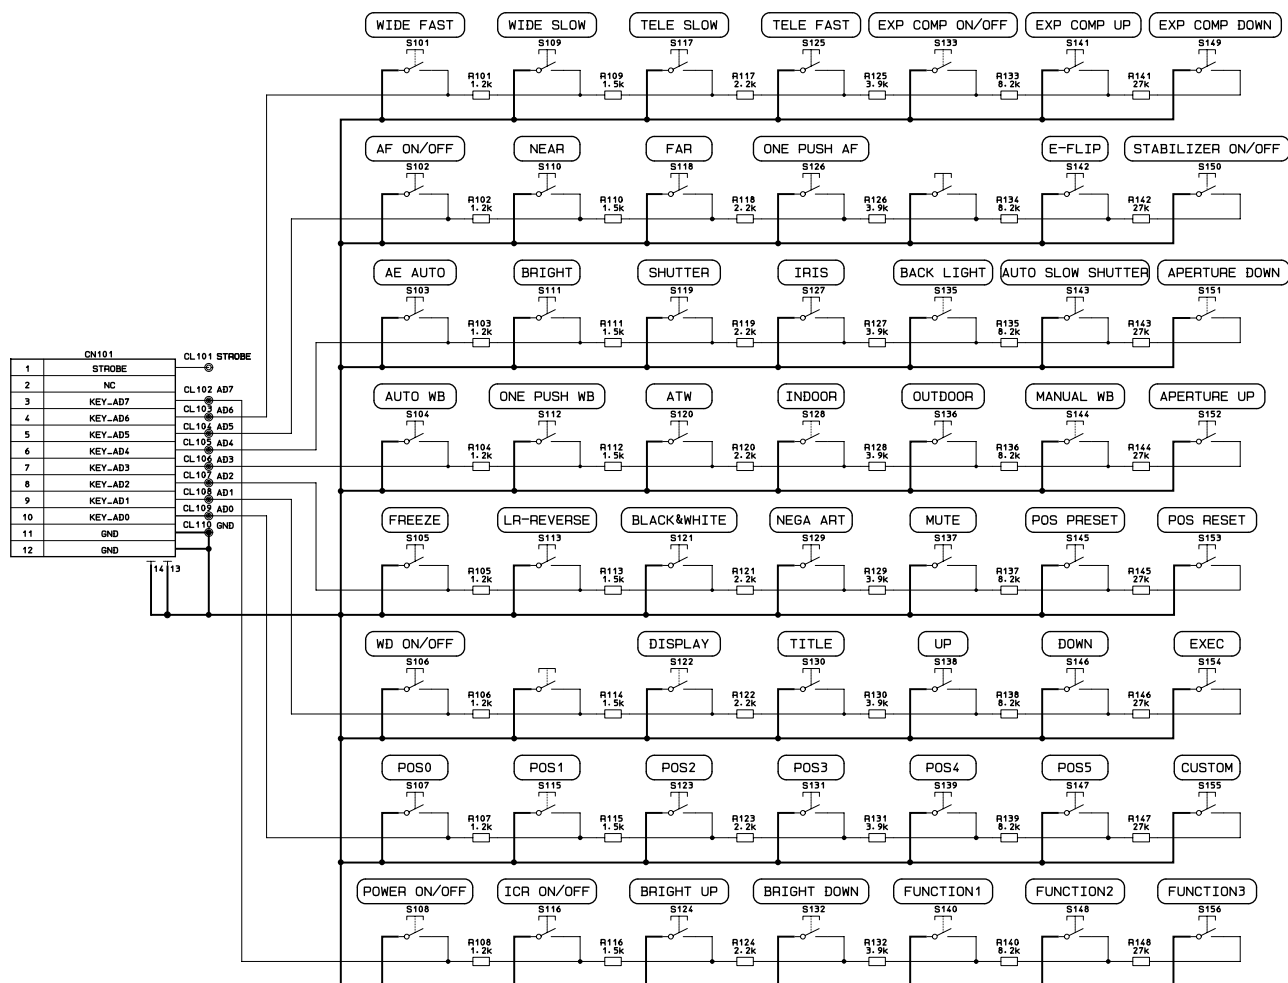 WIDE FAST WIDE SLOW TELE SLOW TELE FAST EXP COMP ON/OFF EXP COMP UP EXP COMP DOWN
S101 S109 S117 S125 S133 S141 S149
R101 R109 R117 R125 R133 R141
1.2k 1.5k 2.2k 3.9k 8.2k 27k
AF ON/OFF NEAR FAR ONE PUSH AF E-FLIP STABILIZER ON/OFF
S102 S110 S118 S126 S142 S150
R102 R110 R118 R126 R134 R142
1.2k 1.5k 2.2k 3.9k 8.2k 27k
AE AUTO BRIGHT SHUTTER IRIS BACK LIGHT AUTO SLOW SHUTTER APERTURE DOWN
S103 S111 S119 S127 S135 S143 S151
R103 R111 R119 R127 R135 R143
1.2k 1.5k 2.2k 3.9k 8.2k 27k
CN101
1 STROBE CL101 STROBE
2 NC
3 KEY_AD7 CL102 AD7
4 KEY_AD6 CL103 AD6
5 KEY_AD5 CL104 AD5
6 KEY_AD4 CL105 AD4
7 KEY_AD3 CL106 AD3
8 KEY_AD2 CL107 AD2
9 KEY_AD1 CL108 AD1
10 KEY_AD0 CL109 AD0
11 GND CL110 GND
12 GND
14 13
AUTO WB ONE PUSH WB ATW INDOOR OUTDOOR MANUAL WB APERTURE UP
S104 S112 S120 S128 S136 S144 S152
R104 R112 R120 R128 R136 R144
1.2k 1.5k 2.2k 3.9k 8.2k 27k
FREEZE LR-REVERSE BLACK&WHITE NEGA ART MUTE POS PRESET POS RESET
S105 S113 S121 S129 S137 S145 S153
R105 R113 R121 R129 R137 R145
1.2k 1.5k 2.2k 3.9k 8.2k 27k
WD ON/OFF DISPLAY TITLE UP DOWN EXEC
S106 S122 S130 S138 S146 S154
R106 R114 R122 R130 R138 R146
1.2k 1.5k 2.2k 3.9k 8.2k 27k
POS0 POS1 POS2 POS3 POS4 POS5 CUSTOM
S107 S115 S123 S131 S139 S147 S155
R107 R115 R123 R131 R139 R147
1.2k 1.5k 2.2k 3.9k 8.2k 27k
POWER ON/OFF ICR ON/OFF BRIGHT UP BRIGHT DOWN FUNCTION1 FUNCTION2 FUNCTION3
S108 S116 S124 S132 S140 S148 S156
R108 R116 R124 R132 R140 R148
1.2k 1.5k 2.2k 3.9k 8.2k 27k